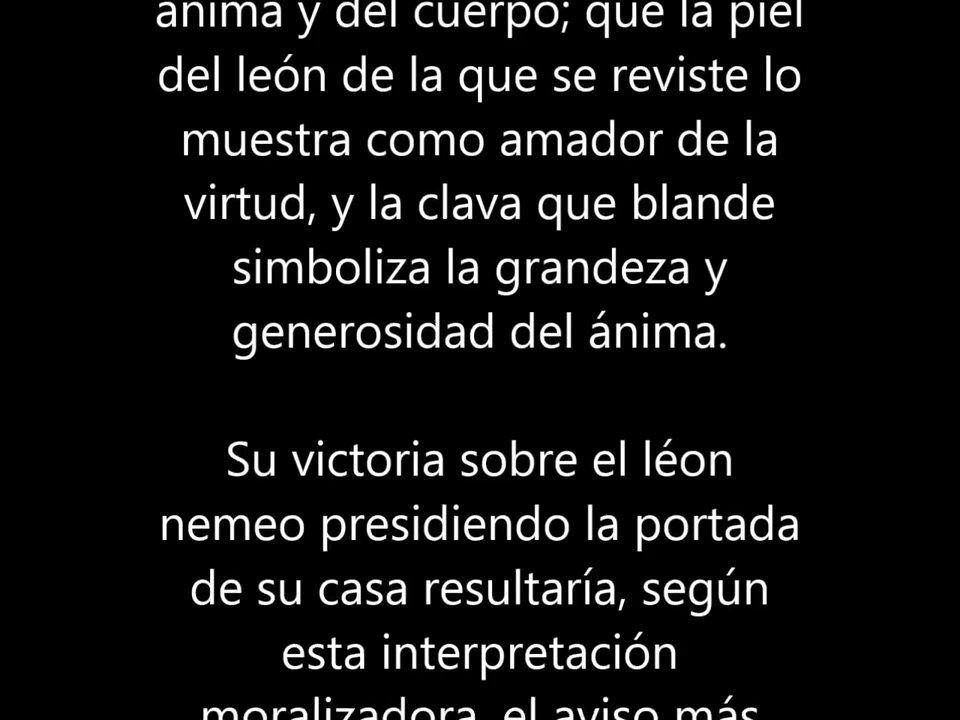 ánima y del cuerpo; que la piel
del león de la que se reviste lo
muestra como amador de la
virtud, y la clava que blande
simboliza la grandeza y
generosidad del ánima.
Su victoria sobre el léon
nemeo presidiendo la portada
de su casa resultaría, según
esta interpretación
moralizadora, el aviso más